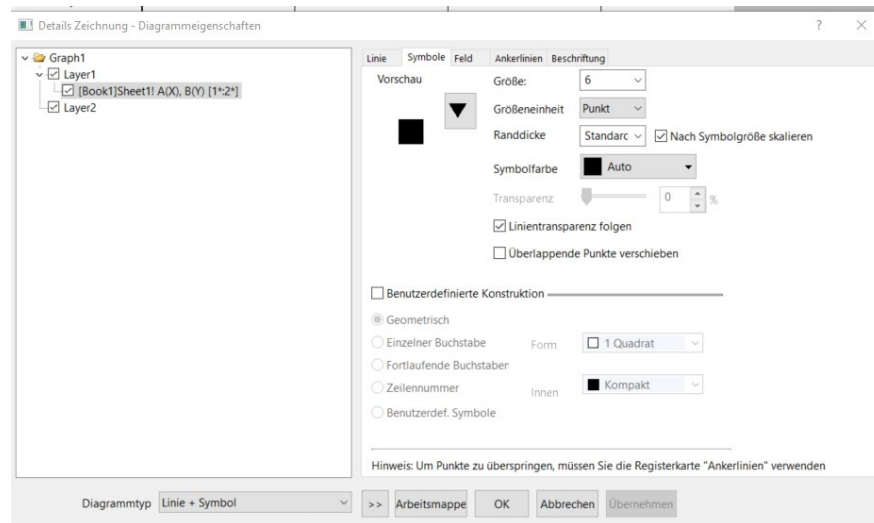 Details Zeichnung - Diagrammeigenschaften
?
Graph1
Layer1
[Book1]Sheet1! A(X), B(Y) [1*:2*]
Layer2
Linie Symbole Feld Ankerlinien Beschriftung
Vorschau
Größe: 6
Größeneinheit Punkt
Randdicke Standarc Nach Symbolgröße skalieren
Symbolfarbe Auto
Transparenz 0 %
Linientransparenz folgen
Überlappende Punkte verschieben
Benutzerdefinierte Konstruktion
Geometrisch
Einzelner Buchstabe Form 1 Quadrat
Fortlaufende Buchstaber
Zeilennummer Innen Kompakt
Benutzerdef. Symbole
Hinweis: Um Punkte zu überspringen, müssen Sie die Registerkarte "Ankerlinien" verwenden
Diagrammtyp Linie + Symbol >> Arbeitsmappe OK Abbrechen Übernehmen